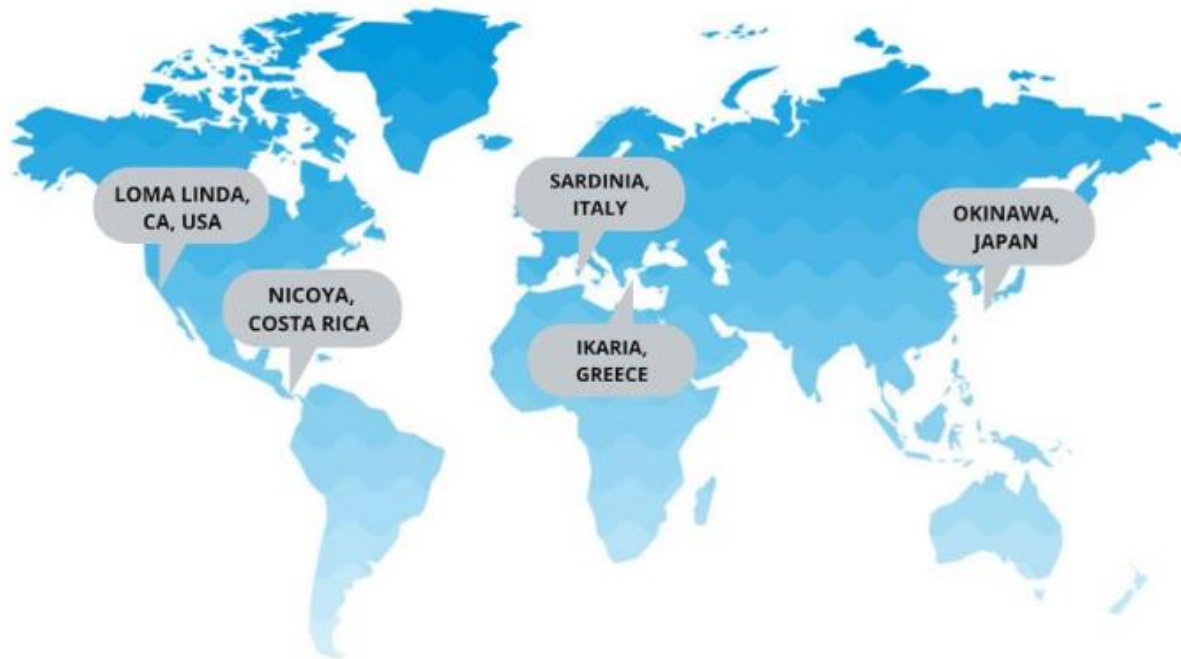 LOMA LINDA,
CA, USA
SARDINIA,
ITALY
OKINAWA,
JAPAN
NICOYA,
COSTA RICA
IKARIA,
GREECE